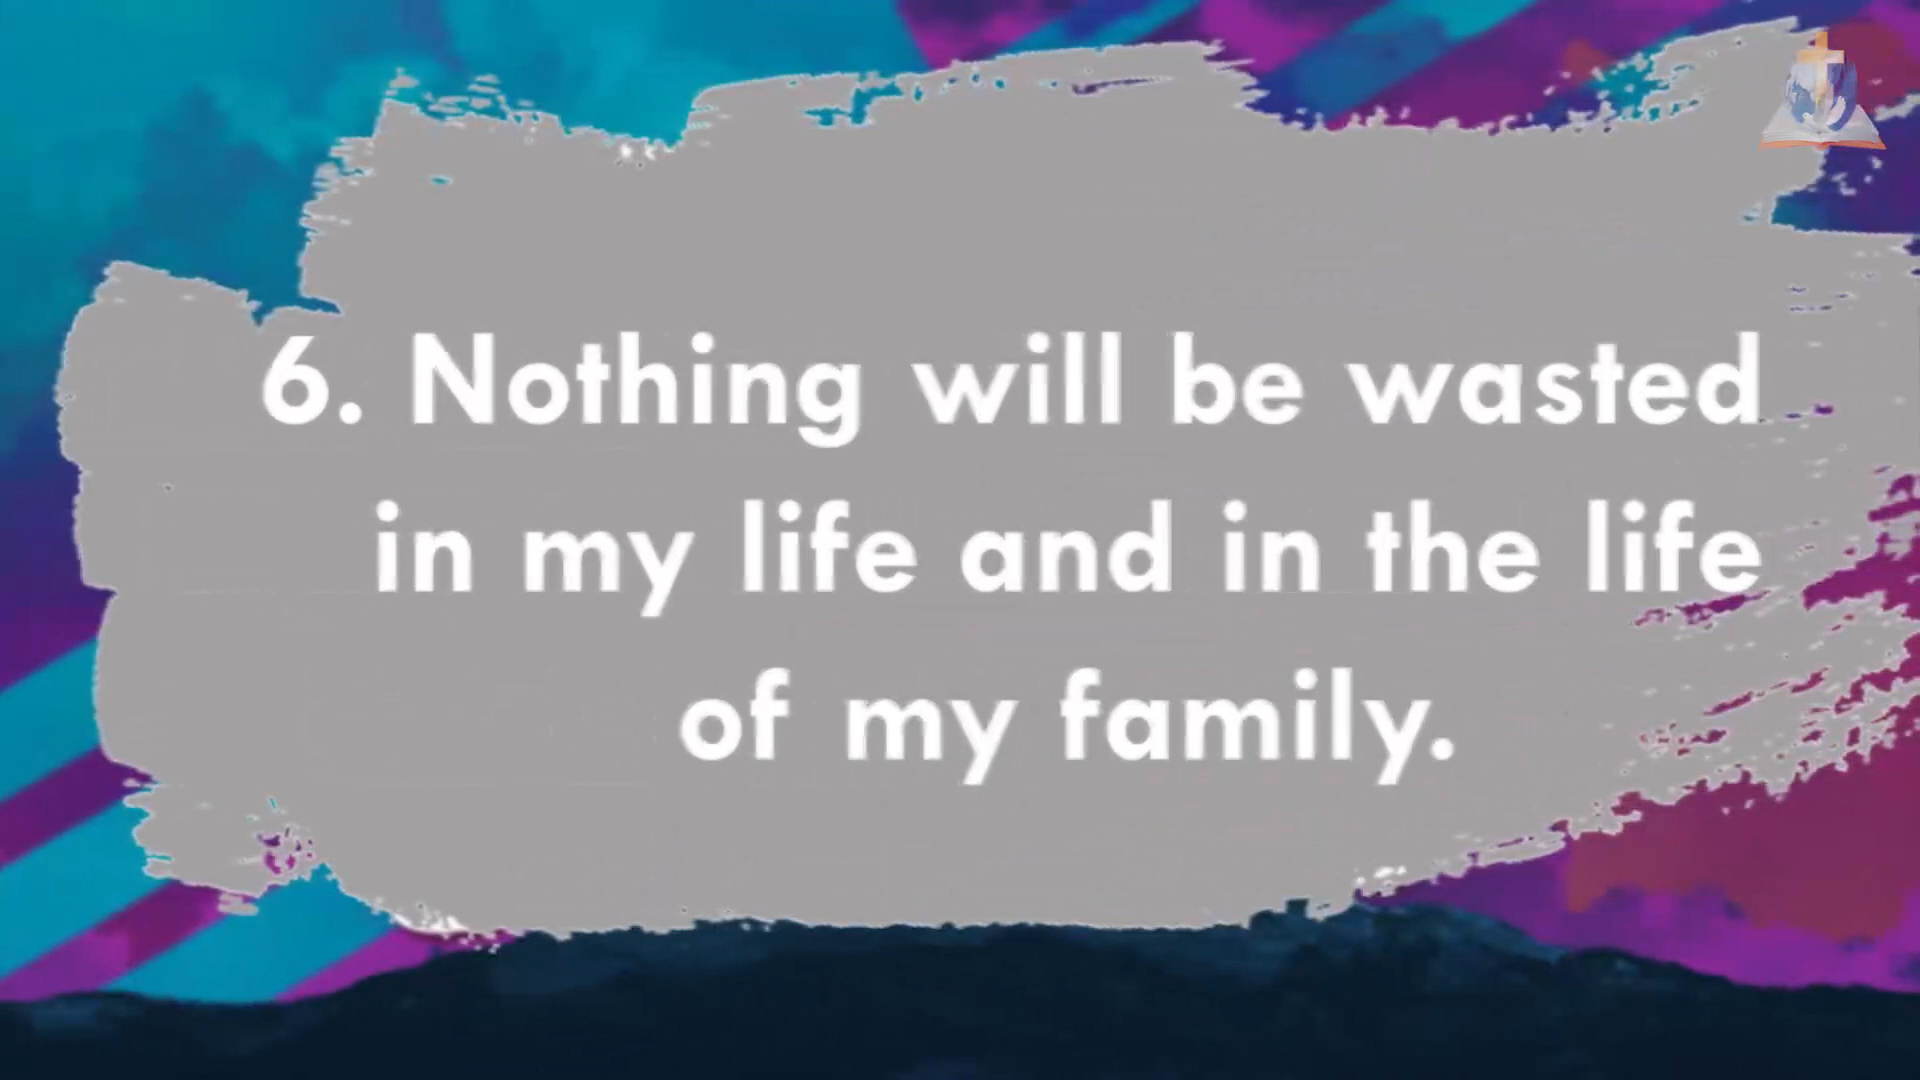 6. Nothing will be wasted
in my life and in the life
of my family.